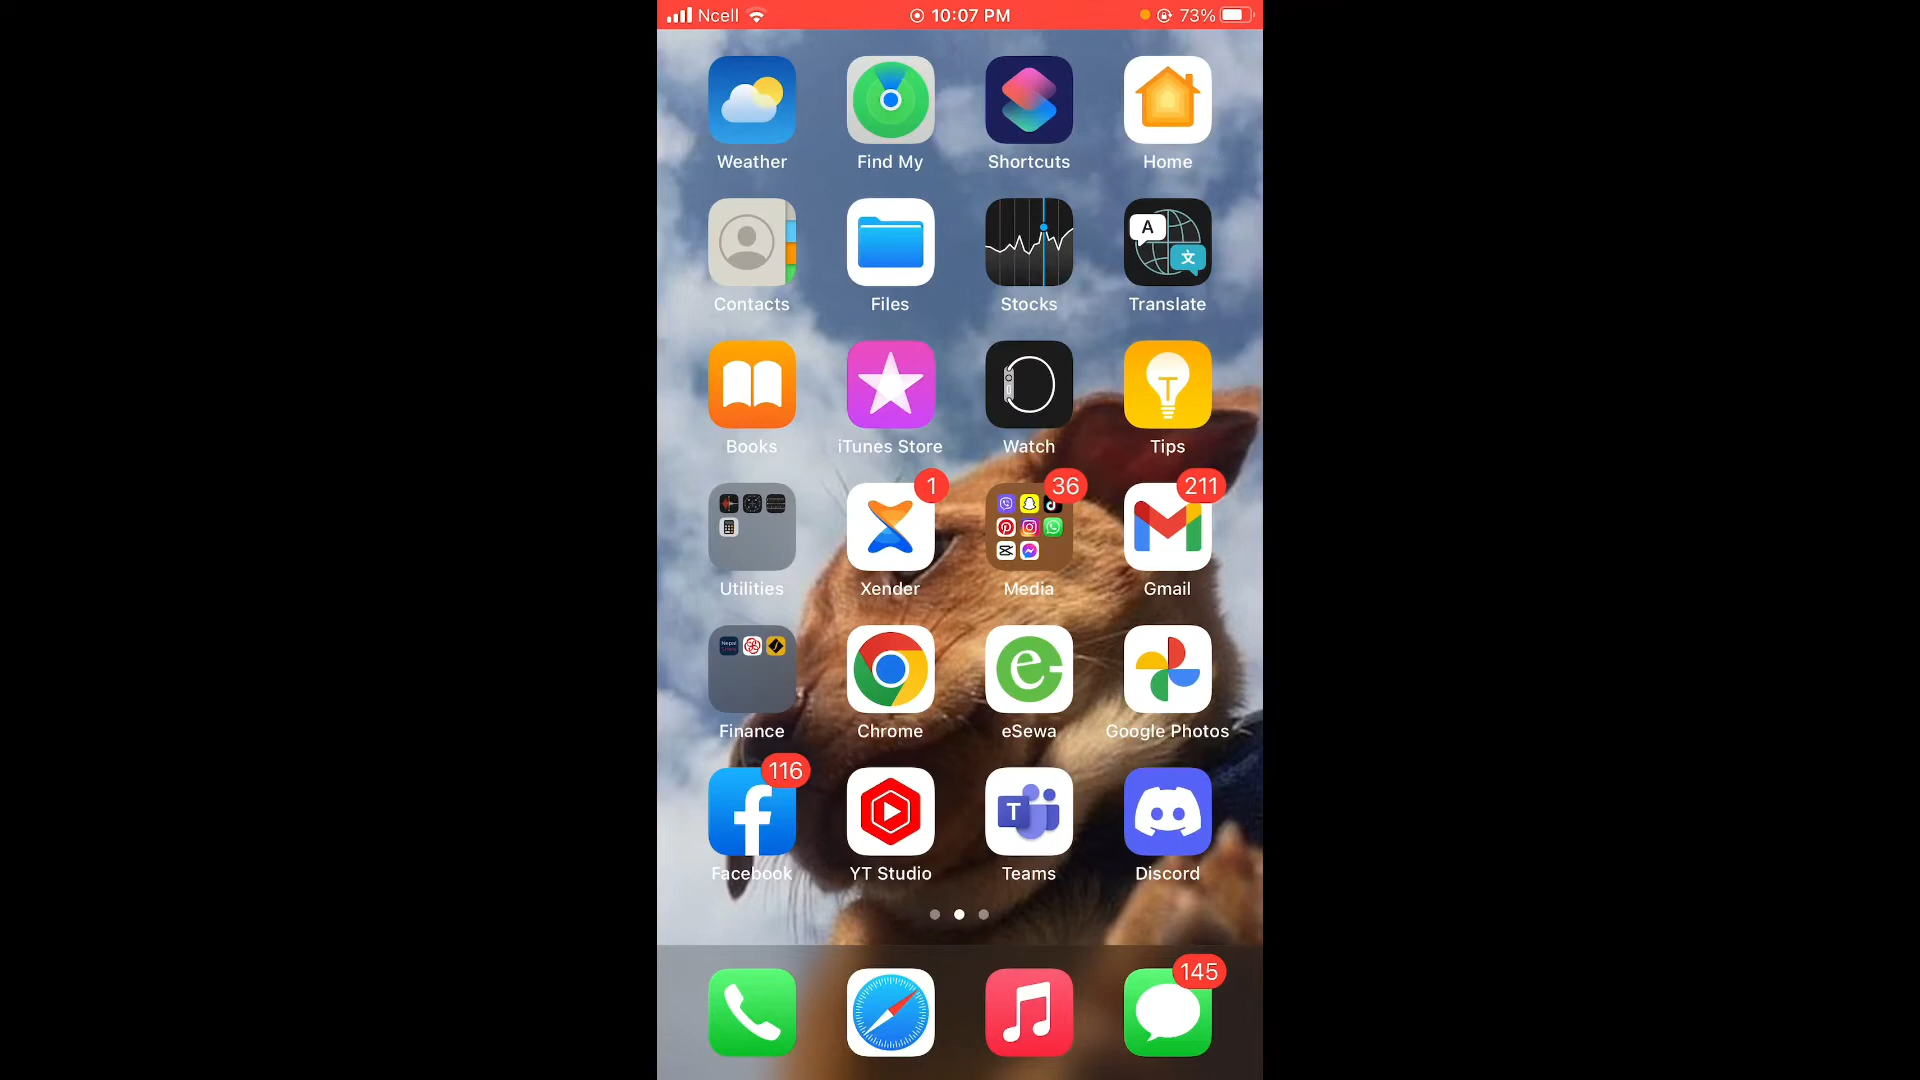 Ncell 10:07 PM 73%
Weather Find My Shortcuts Home
A 文
Contacts Files Stocks Translate
Books iTunes Store Watch Tips
1 36 211
Utilities Xender Media Gmail
Finance Chrome eSewa Google Photos
116
T
Facebook YT Studio Teams Discord
145